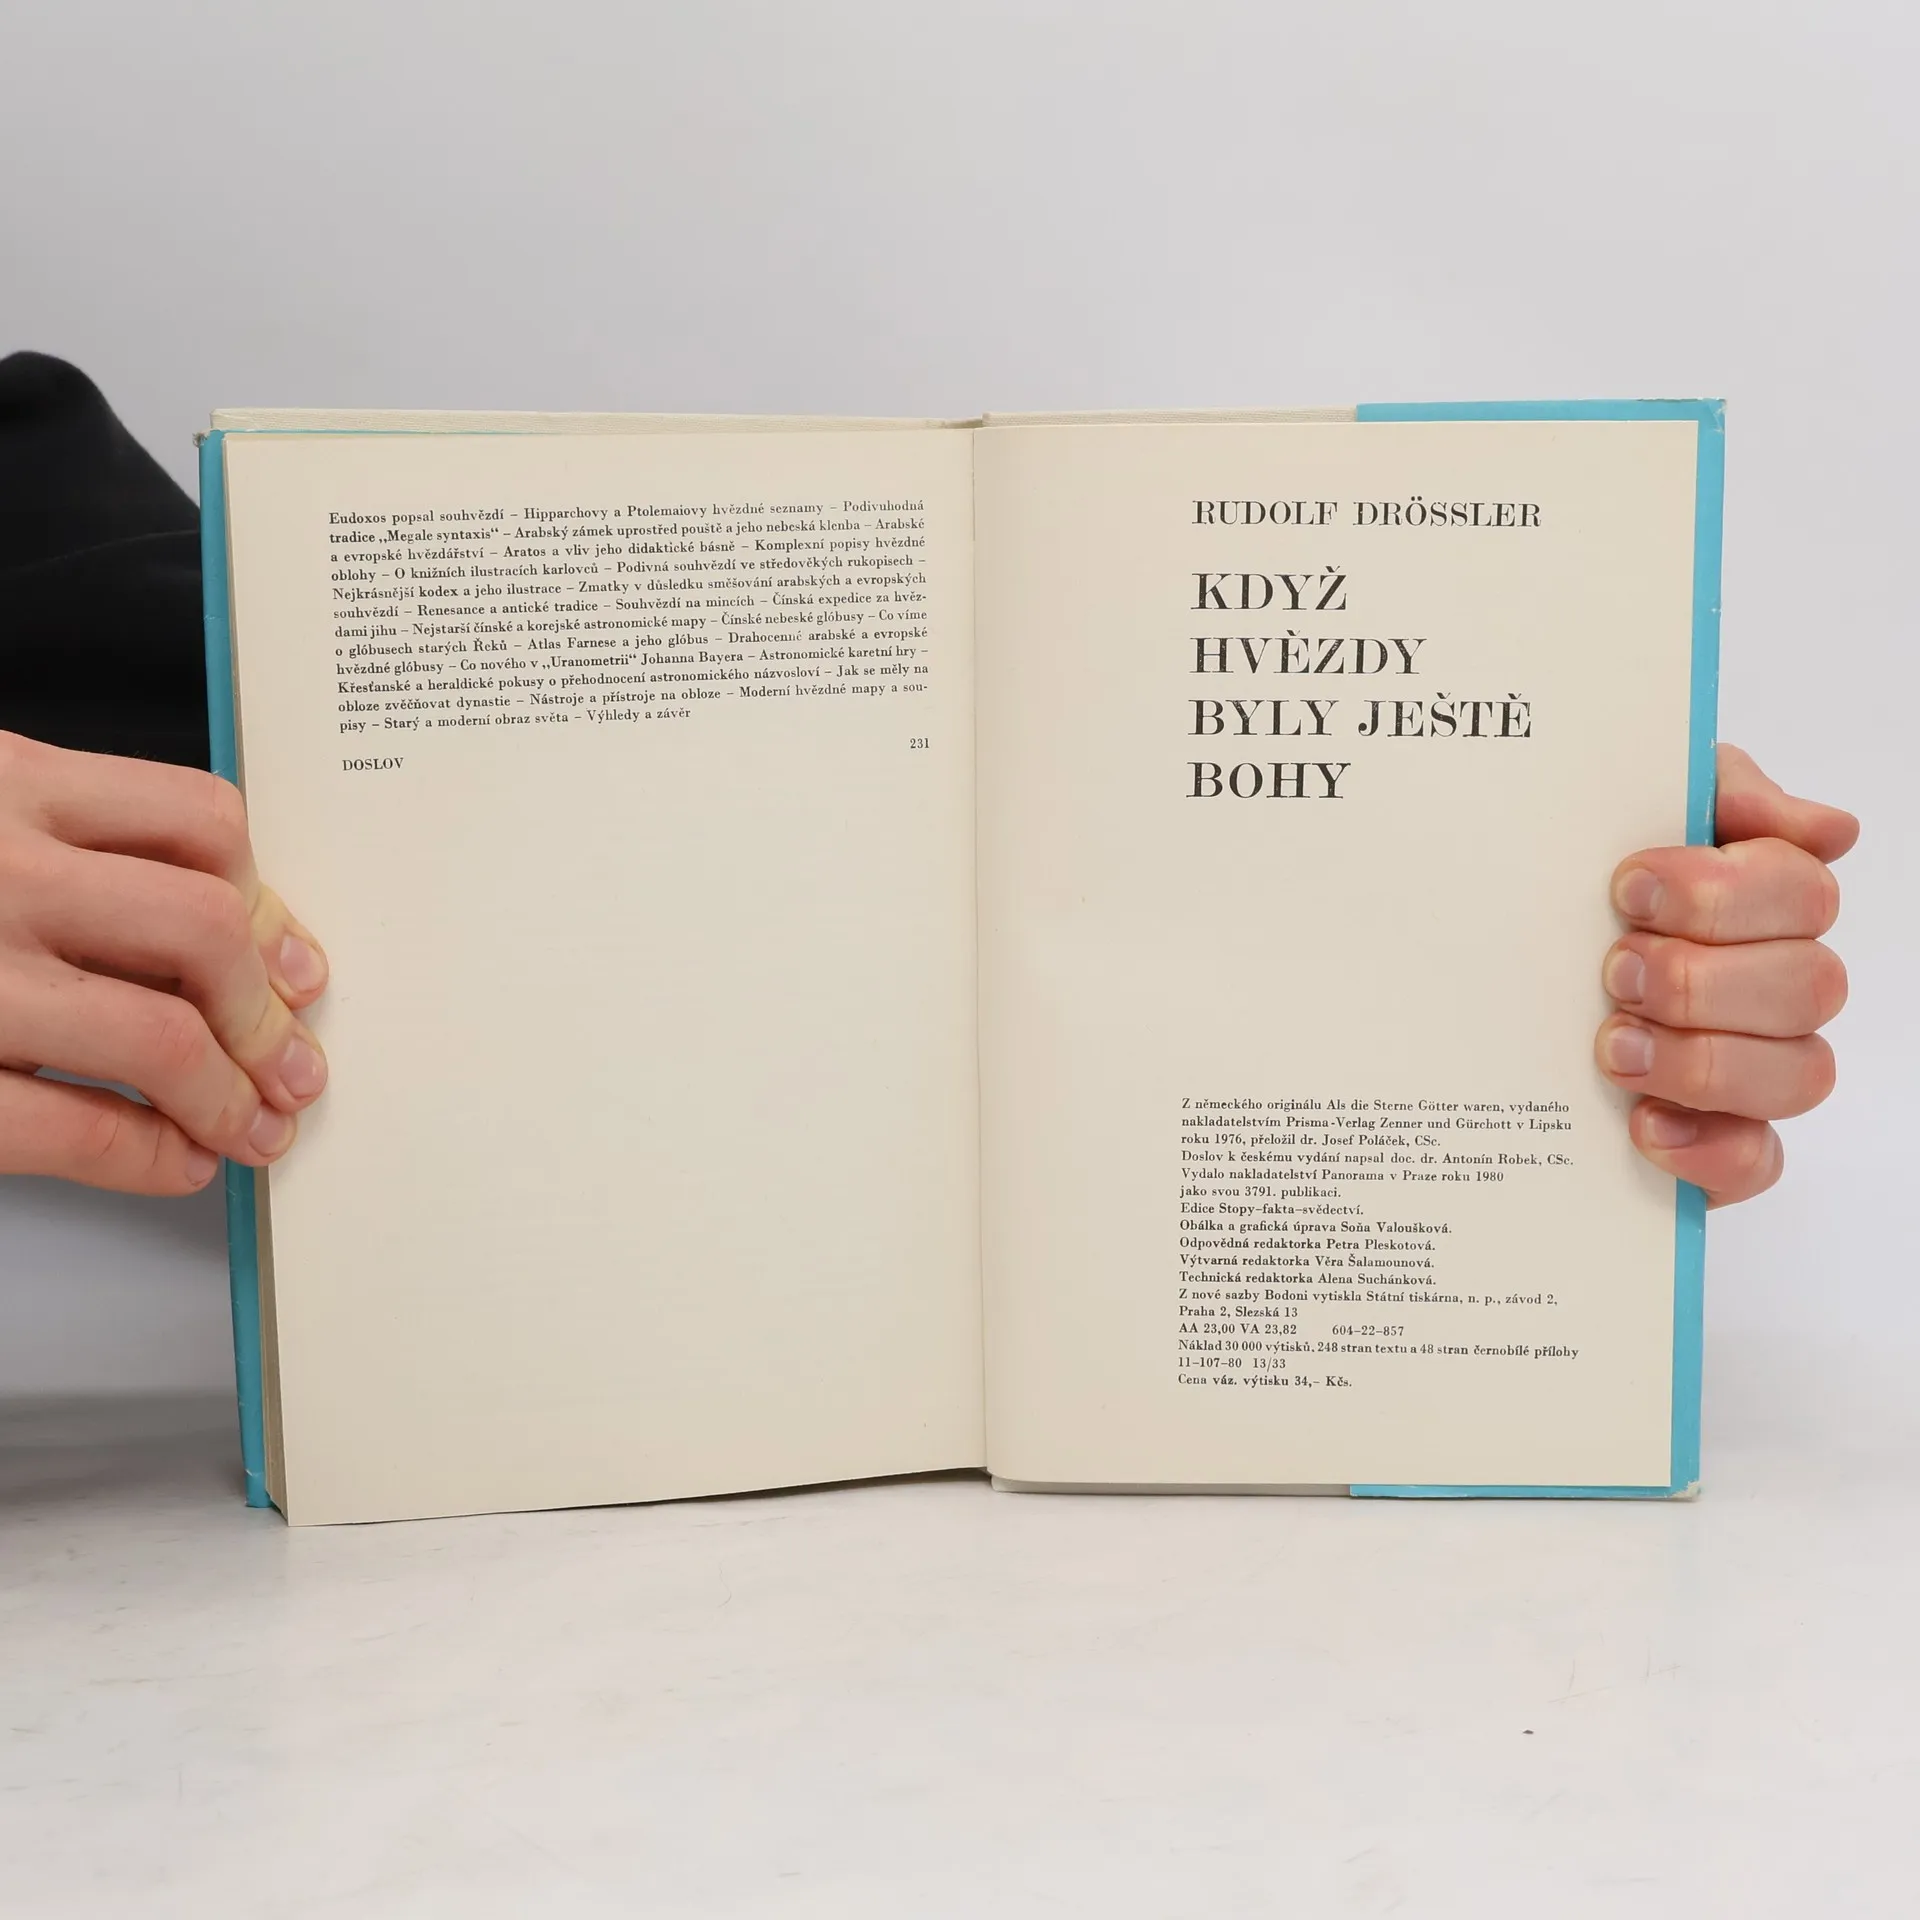 Eudoxos popsal souhvězdí – Hipparchovy a Ptolemaiovy hvězdné seznamy – Podivuhodná
tradice „Megale syntaxis“ – Arabský zámek uprostřed pouště a jeho nebeská klenba – Arabské
a evropské hvězdářství – Aratos a vliv jeho didaktické básně – Komplexní popisy hvězdné
oblohy – O knižních ilustracích karlovců – Podivná souhvězdí ve středověkých rukopisech –
Nejkrásnější kodex a jeho ilustrace – Zmatky v důsledku směšování arabských a evropských
souhvězdí – Renesance a antické tradice – Souhvězdí na mincích – Čínská expedice za hvěz-
dami jihu – Nejstarší čínské a korejské astronomické mapy – Čínské nebeské glóbusy – Co víme
o glóbusech starých Řeků – Atlas Farnese a jeho glóbus – Drahocenné arabské a evropské
hvězdné glóbusy – Co nového v „Uranometrii“ Johanna Bayera – Astronomické karetní hry –
Křesťanské a heraldické pokusy o přehodnocení astronomického názvosloví – Jak se měly na
obloze zvěčňovat dynastie – Nástroje a přístroje na obloze – Moderní hvězdné mapy a sou-
pisy – Starý a moderní obraz světa – Výhledy a závěr
231
DOSLOV
RUDOLF DRÖSSLER
KDYŽ
HVĚZDY
BYLY JEŠTĚ
BOHY
Z německého originálu Als die Sterne Götter waren, vydaného
nakladatelstvím Prisma-Verlag Zenner und Gürchott v Lipsku
roku 1976, přeložil dr. Josef Poláček, CSc.
Doslov k českému vydání napsal doc. dr. Antonín Robek, CSc.
Vydalo nakladatelství Panorama v Praze roku 1980
jako svou 3791. publikaci.
Edice Stopy–fakta–svědectví.
Obálka a grafická úprava Soňa Valoušková.
Odpovědná redaktorka Petra Pleskotová.
Výtvarná redaktorka Věra Šalamounová.
Technická redaktorka Alena Suchánková.
Z nové sazby Bodoni vytiskla Státní tiskárna, n. p., závod 2,
Praha 2, Slezská 13
AA 23,00 VA 23,82 604–22–857
Náklad 30 000 výtisků, 248 stran textu a 48 stran černobílé přílohy
11–107–80 13/33
Cena váz. výtisku 34,– Kčs.